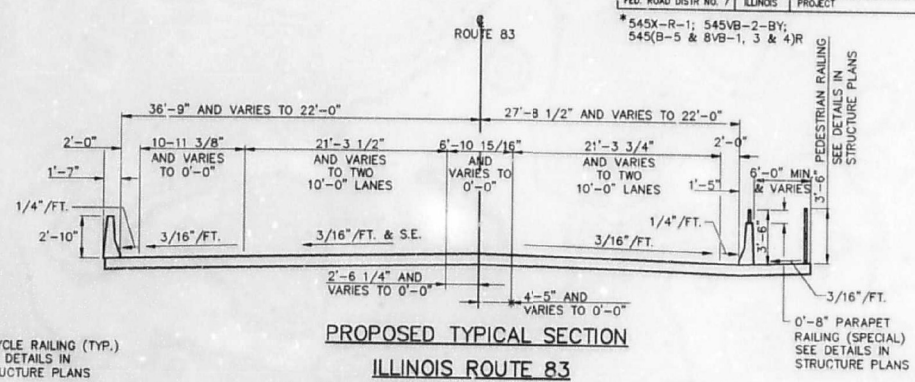 FED. ROAD DISTR NO. 7 ILLINOIS PROJECT
* 545X-R-1; 545VB-2-BY;
545(B-5 & 8VB-1, 3 & 4)R
℄
ROUTE 83
36'-9" AND VARIES TO 22'-0"
27'-8 1/2" AND VARIES TO 22'-0"
3'-6" PEDESTRIAN RAILING
SEE DETAILS IN
STRUCTURE PLANS
2'-0"
10-11 3/8"
AND VARIES
TO 0'-0"
21'-3 1/2"
AND VARIES
TO TWO
10'-0" LANES
6'-10 15/16"
AND
VARIES TO
0'-0"
21'-3 3/4"
AND VARIES
TO TWO
10'-0" LANES
2'-0"
1'-7"
1'-5"
6'-0" MIN.
& VARIES
1/4"/FT.
1/4"/FT.
2'-10"
3/16"/FT.
3/16"/FT. & S.E.
3/16"/FT.
3'-6"
2'-6 1/4" AND
VARIES TO 0'-0"
4'-5" AND
VARIES TO 0'-0"
3/16"/FT.
0'-8" PARAPET
RAILING (SPECIAL)
SEE DETAILS IN
STRUCTURE PLANS
PROPOSED TYPICAL SECTION
ILLINOIS ROUTE 83
YCLE RAILING (TYP.)
DETAILS IN
UCTURE PLANS